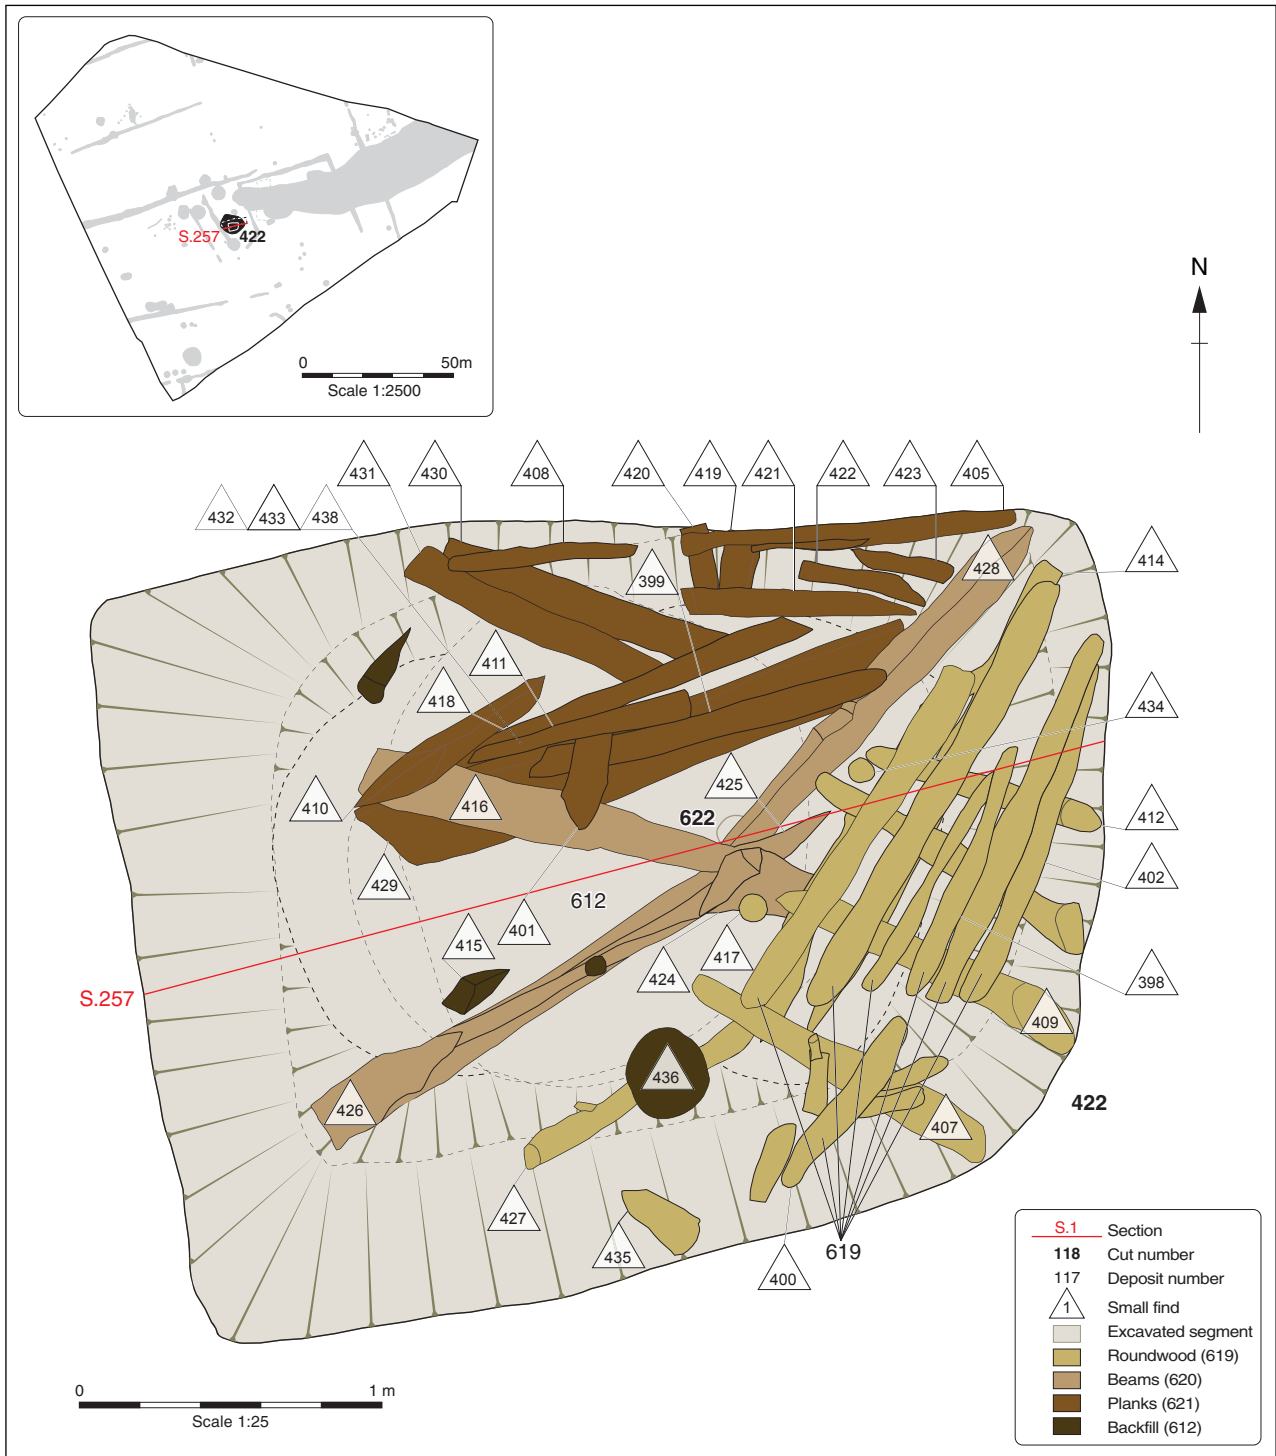 S.257
422
0 50m
Scale 1:2500
N
431
430
408
420
419
421
422
423
405
432
433
438
399
428
414
411
418
434
410
416
425
622
412
429
402
612
401
415
417
424
398
S.257
409
436
426
422
407
427
435
619
400
S.1 Section
118 Cut number
117 Deposit number
1 Small find
Excavated segment
Roundwood (619)
Beams (620)
Planks (621)
Backfill (612)
0 1 m
Scale 1:25